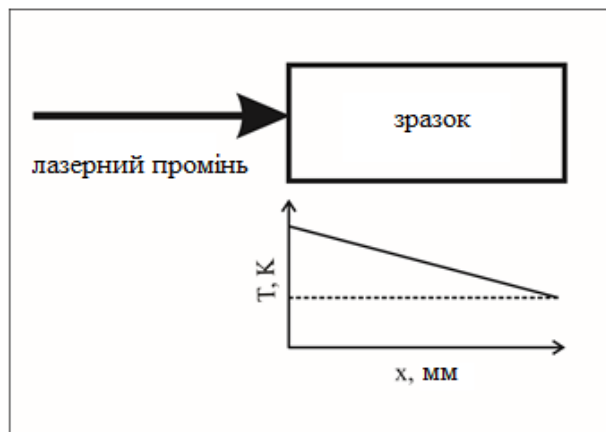 зразок
лазерний промінь
T, K
x, мм